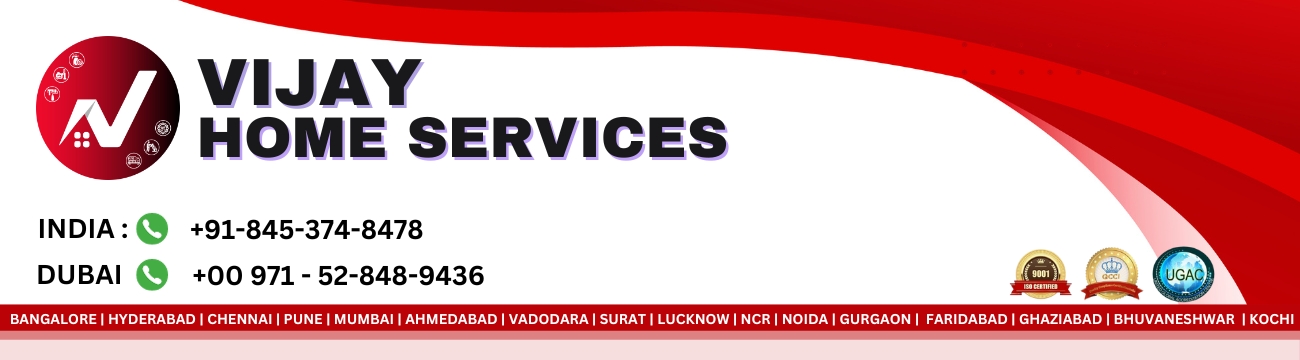 VIJAY
HOME SERVICES
INDIA : +91-845-374-8478
DUBAI +00 971 - 52-848-9436
9001
ISO CERTIFIED
QCCI
UGAC
BANGALORE | HYDERABAD | CHENNAI | PUNE | MUMBAI | AHMEDABAD | VADODARA | SURAT | LUCKNOW | NCR | NOIDA | GURGAON | FARIDABAD | GHAZIABAD | BHUVANESHWAR | KOCHI